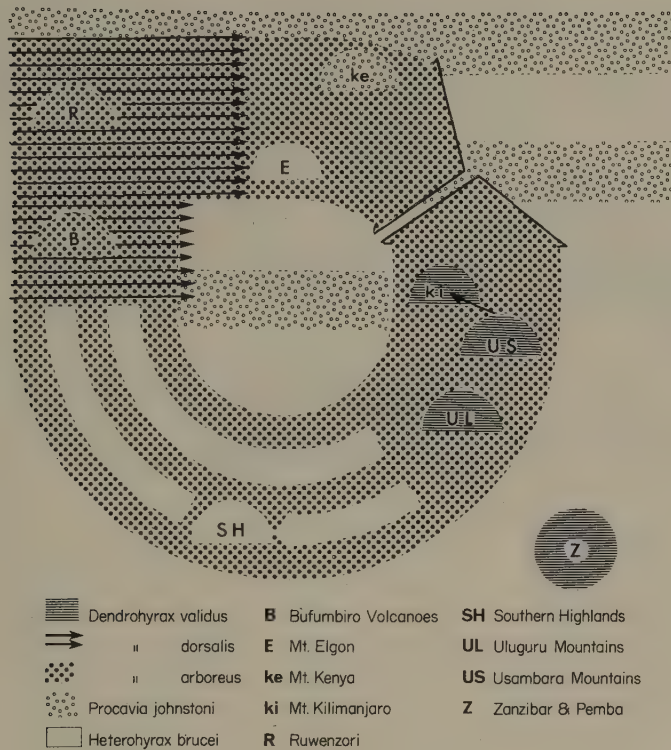 ke
R
E
B
ki
US
UL
SH
Z
Dendrohyrax validus
" dorsalis
" arboreus
Procavia johnstoni
Heterohyrax brucei
B Bufumbiro Volcanoes
E Mt. Elgon
ke Mt. Kenya
ki Mt. Kilimanjaro
R Ruwenzori
SH Southern Highlands
UL Uluguru Mountains
US Usambara Mountains
Z Zanzibar & Pemba